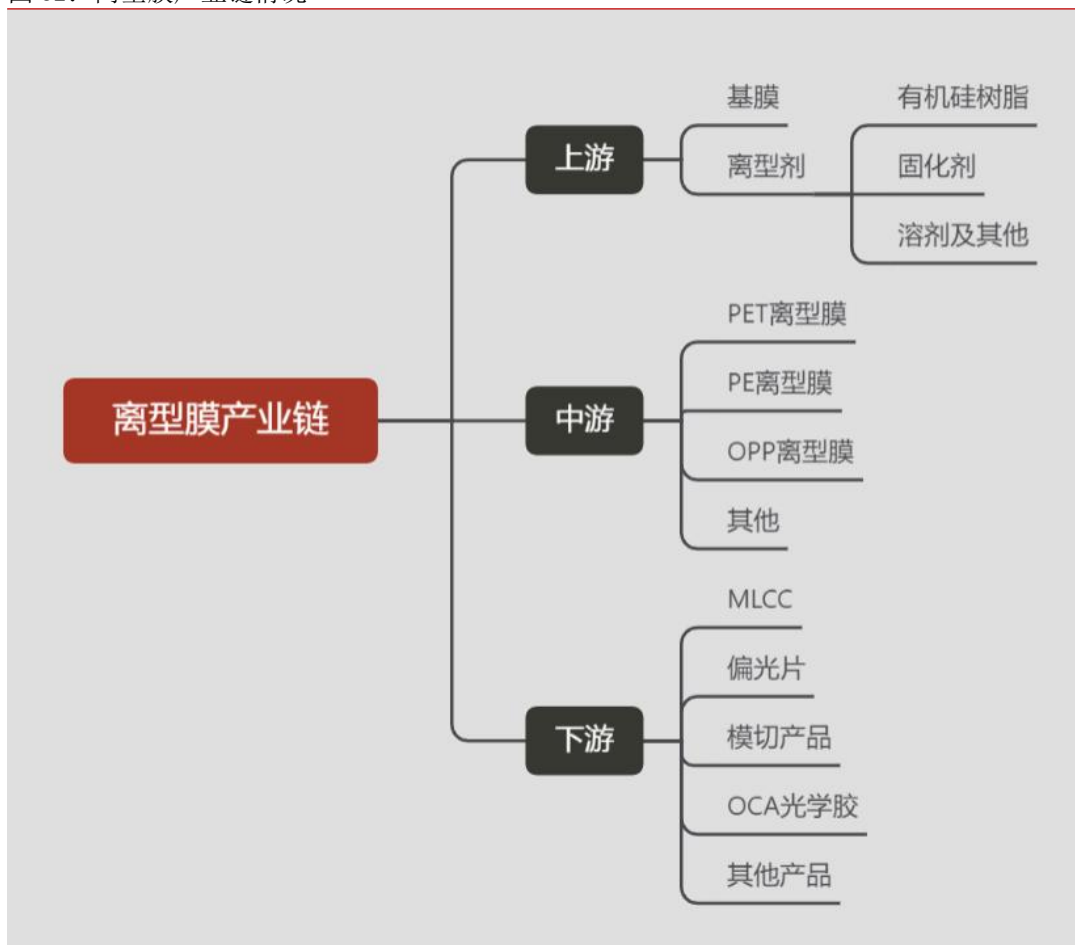 离型膜产业链
上游
基膜
离型剂
有机硅树脂
固化剂
溶剂及其他
中游
PET离型膜
PE离型膜
OPP离型膜
其他
下游
MLCC
偏光片
模切产品
OCA光学胶
其他产品